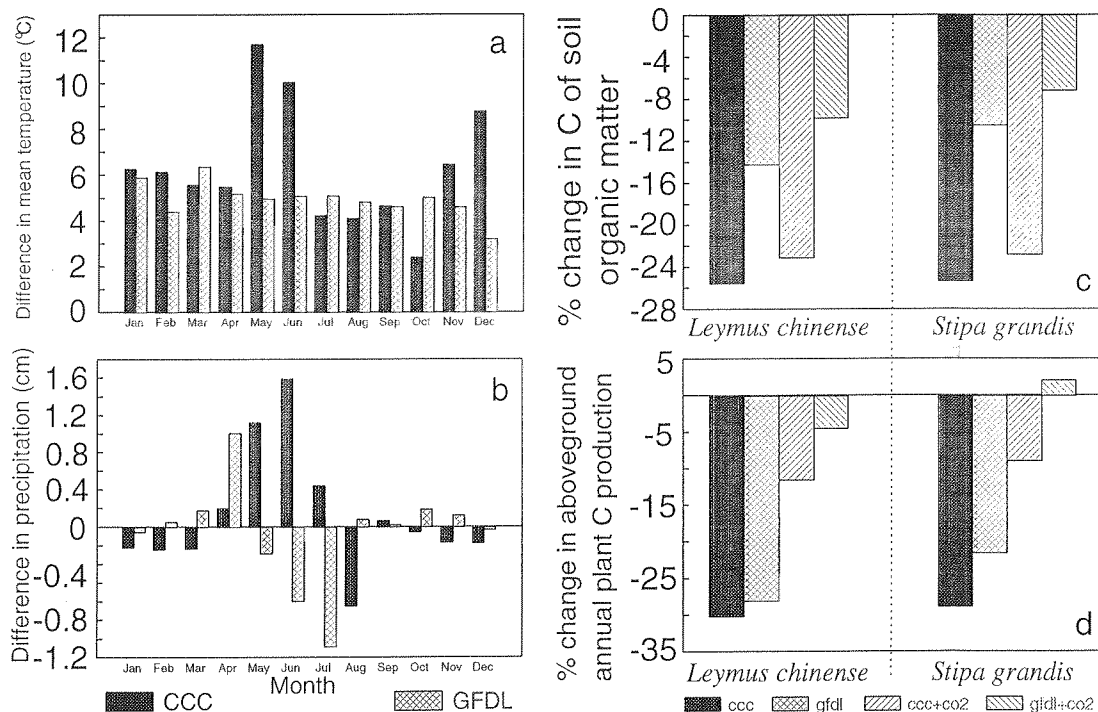 Difference in mean temperature (°C)
12
10
8
6
4
2
0
a
Jan Feb Mar Apr May Jun Jul Aug Sep Oct Nov Dec
Difference in precipitation (cm)
1.6
1.2
0.8
0.4
0
-0.4
-0.8
-1.2
b
Jan Feb Mar Apr May Jun Jul Aug Sep Oct Nov Dec
Month
CCC GFDL
% change in C of soil
organic matter
0
-4
-8
-12
-16
-20
-24
-28
c
Leymus chinense Stipa grandis
% change in aboveground
annual plant C production
5
-5
-15
-25
-35
d
Leymus chinense Stipa grandis
ccc gfdl ccc+co2 gfdl+co2